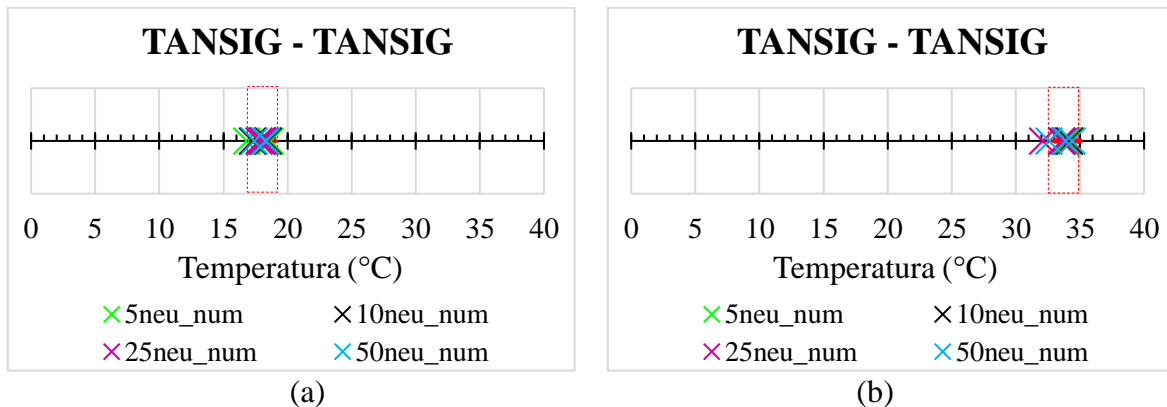 TANSIG - TANSIG
0 5 10 15 20 25 30 35 40
Temperatura (°C)
5neu_num 10neu_num
25neu_num 50neu_num
(a)
TANSIG - TANSIG
0 5 10 15 20 25 30 35 40
Temperatura (°C)
5neu_num 10neu_num
25neu_num 50neu_num
(b)